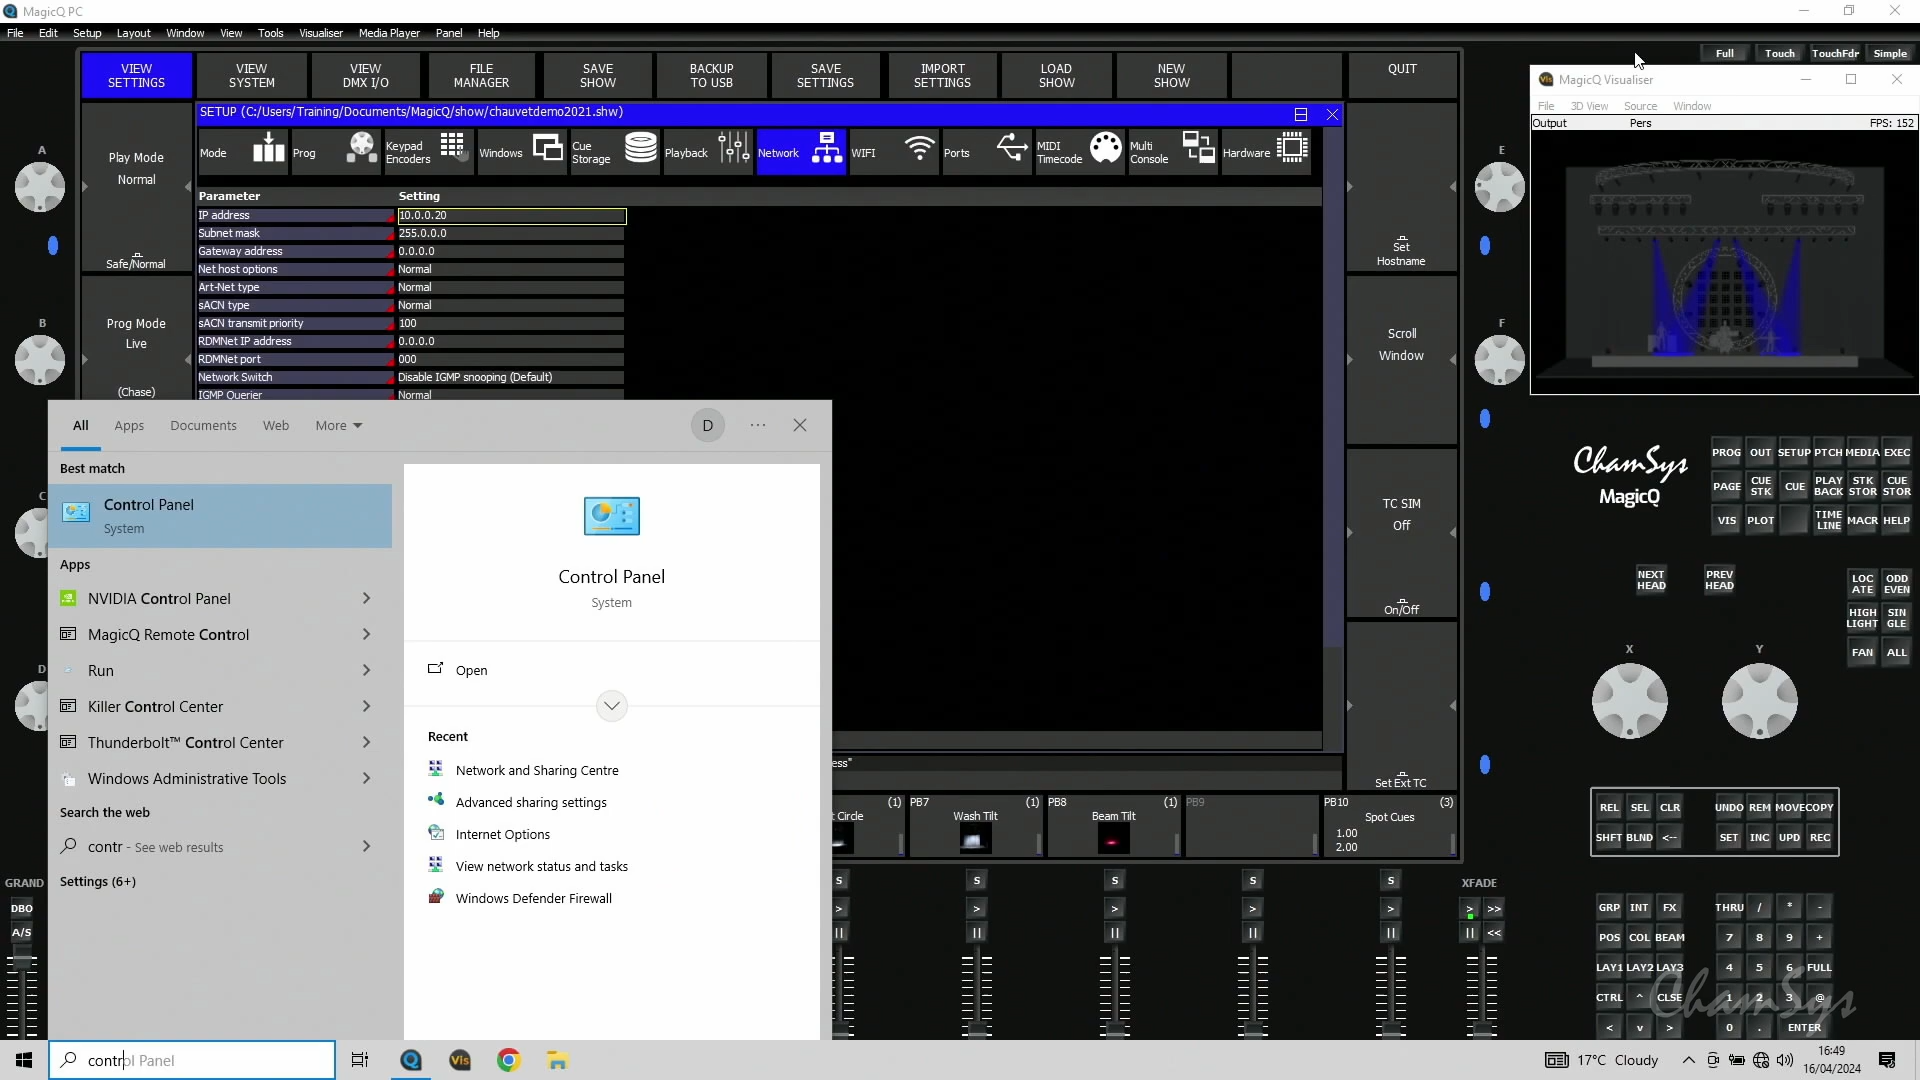 MagicQ PC
File Edit Setup Layout Window View Tools Visualiser Media Player Panel Help
Full Touch TouchFdr Simple
VIEW SETTINGS
VIEW SYSTEM
VIEW DMX I/O
FILE MANAGER
SAVE SHOW
BACKUP TO USB
SAVE SETTINGS
IMPORT SETTINGS
LOAD SHOW
NEW SHOW
QUIT
SETUP (C:/Users/Training/Documents/MagicQ/show/chauvetdemo2021.shw)
Mode
Prog
Keypad Encoders
Windows
Cue Storage
Playback
Network
WIFI
Ports
MIDI Timecode
Multi Console
Hardware
Parameter Setting
IP address 10.0.0.20
Subnet mask 255.0.0.0
Gateway address 0.0.0.0
Net host options Normal
Art-Net type Normal
sACN type Normal
sACN transmit priority 100
RDMNet IP address 0.0.0.0
RDMNet port 000
Network Switch Disable IGMP snooping (Default)
IGMP Querier Normal
A
B
C
D
Play Mode
Normal
Safe/Normal
Prog Mode
Live
(Chase)
Set
Hostname
Scroll
Window
TC SIM
Off
On/Off
Set Ext TC
E
F
MagicQ Visualiser
File 3D View Source Window
Output Pers FPS: 152
ChamSys
MagicQ
PROG OUT SETUP PTCH MEDIA EXEC
PAGE CUE STK CUE PLAY BACK STK STOR CUE STOR
VIS PLOT TIME LINE MACR HELP
NEXT HEAD PREV HEAD
LOC ATE ODD EVEN
HIGH LIGHT SIN GLE
FAN ALL
X Y
REL SEL CLR UNDO REM MOVE COPY
SHFT BLND <-- SET INC UPD REC
GRP INT FX THRU / * -
POS COL BEAM 7 8 9 +
LAY1 LAY2 LAY3 4 5 6 FULL
CTRL ^ CLSE 1 2 3 @
< v > 0 . ENTER
ChamSys
All Apps Documents Web More
D
Best match
Control Panel
System
Apps
NVIDIA Control Panel
MagicQ Remote Control
Run
Killer Control Center
Thunderbolt™ Control Center
Windows Administrative Tools
Search the web
contr - See web results
Settings (6+)
Control Panel
System
Open
Recent
Network and Sharing Centre
Advanced sharing settings
Internet Options
View network status and tasks
Windows Defender Firewall
ess"
(1)
t Circle
PB7 (1)
Wash Tilt
PB8 (1)
Beam Tilt
PB9
PB10 (3)
Spot Cues
1.00
2.00
S S S S S
> > > > >
|| || || || ||
XFADE
> >>
|| <<
GRAND
DBO
A/S
control Panel
17°C Cloudy
16:49
16/04/2024